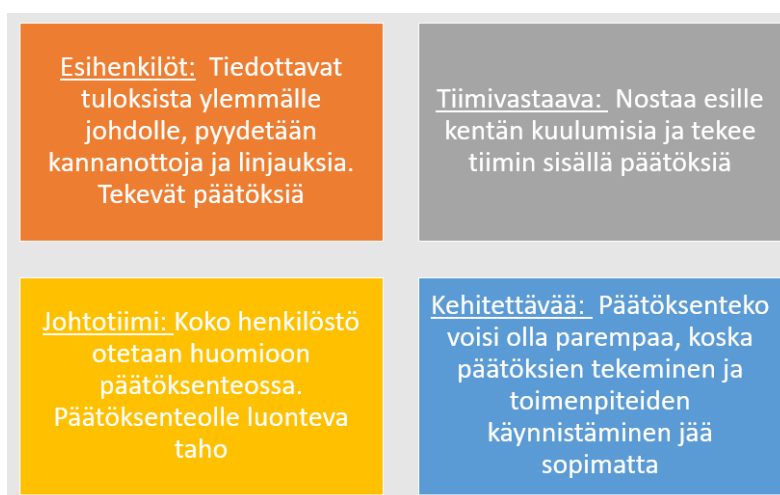 Esihenkilöt: Tiedottavat
tuloksista ylemmälle
johdolle, pyydetään
kannanottoja ja linjauksia.
Tekevät päätöksiä
Tiimivastaava: Nostaa esille
kentän kuulumisia ja tekee
tiimin sisällä päätöksiä
Johtotiimi: Koko henkilöstö
otetaan huomioon
päätöksenteossa.
Päätöksenteolle luonteva
taho
Kehitettävää: Päätöksenteko
voisi olla parempaa, koska
päätöksien tekeminen ja
toimenpiteiden
käynnistäminen jää
sopimatta